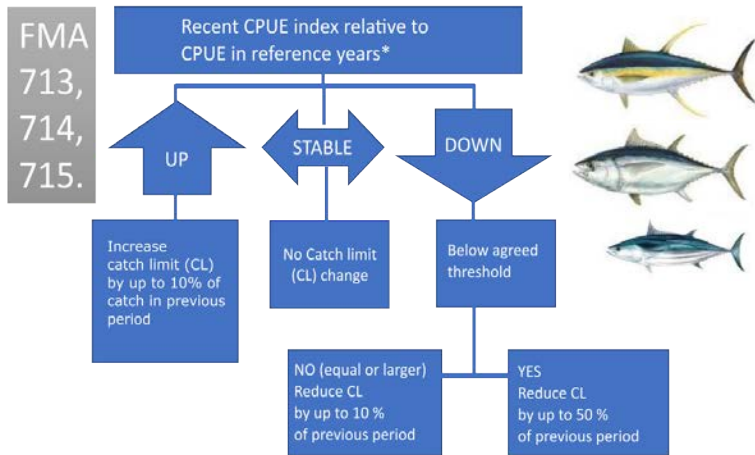 FMA
713,
714,
715.
Recent CPUE index relative to
CPUE in reference years*
UP
STABLE
DOWN
Increase
catch limit (CL)
by up to 10% of
catch in previous
period
No Catch limit
(CL) change
Below agreed
threshold
NO (equal or larger)
Reduce CL
by up to 10 %
of previous period
YES
Reduce CL
by up to 50 %
of previous period